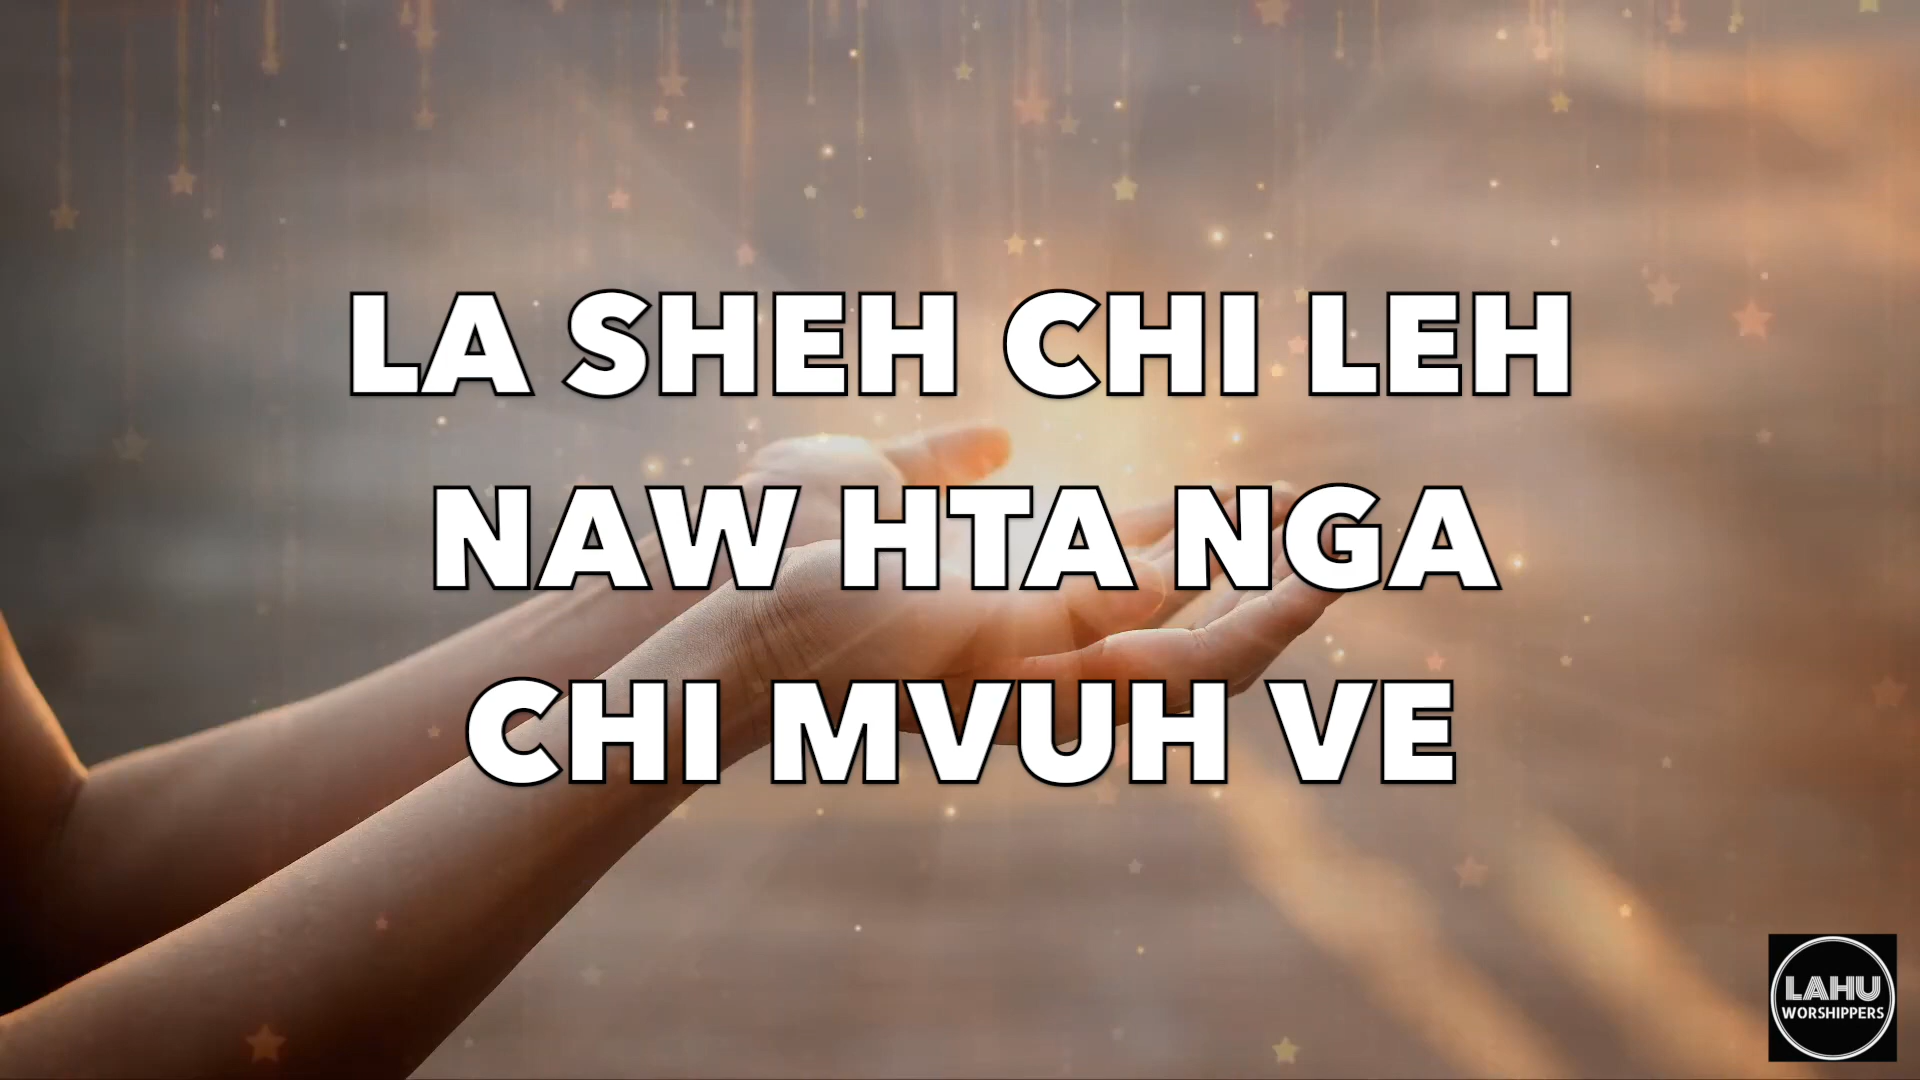 LA SHEH CHI LEH
NAW HTA NGA
CHI MVUH VE
LAHU
WORSHIPPERS